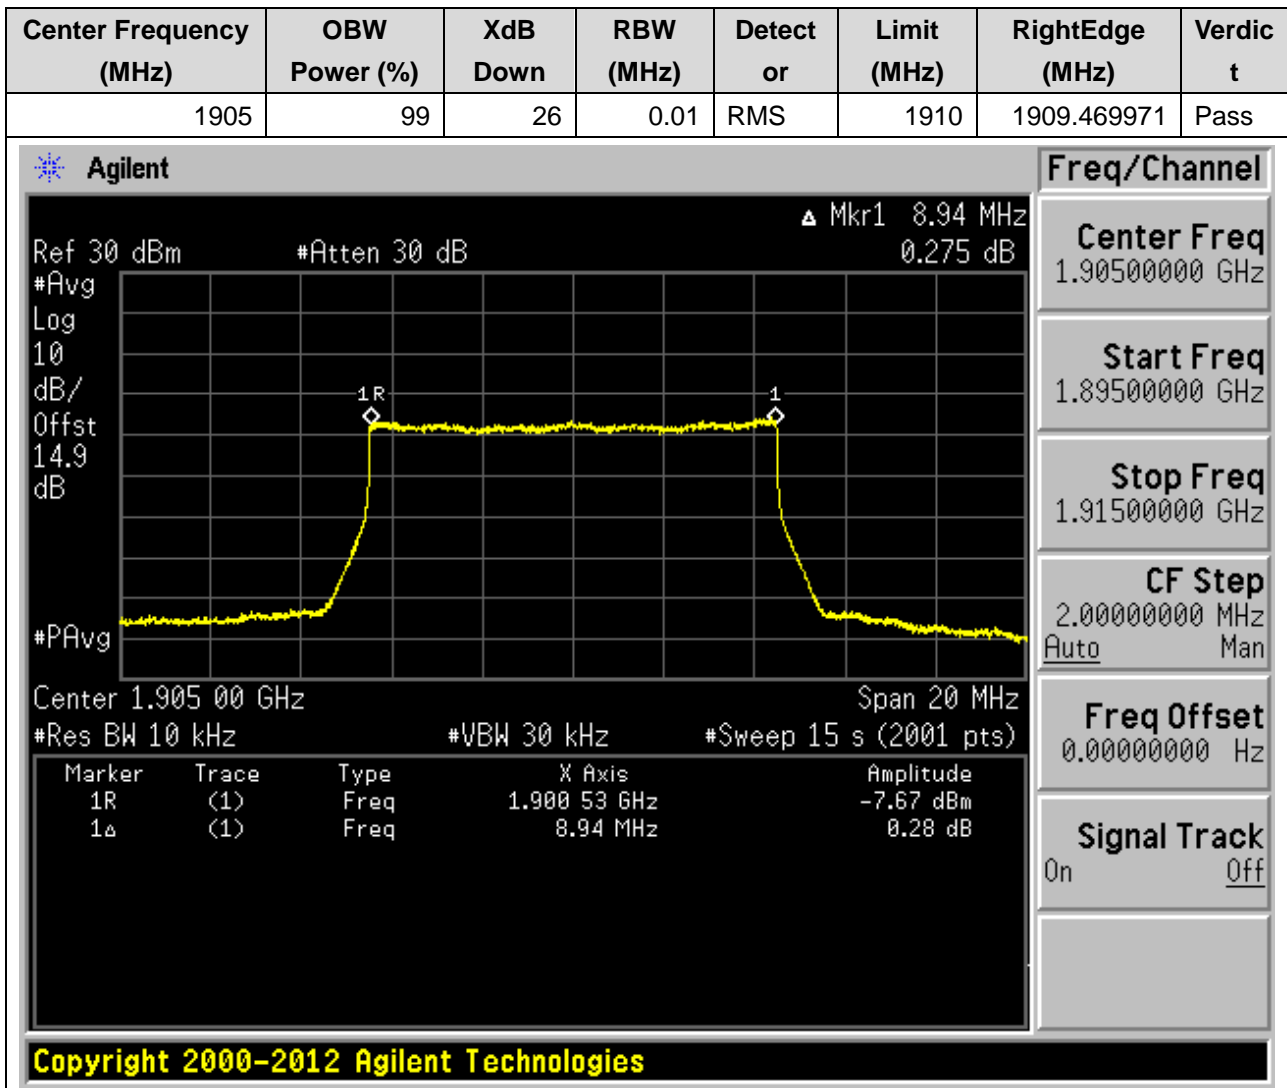 Center Frequency OBW XdB RBW Detect Limit RightEdge Verdic
(MHz) Power (%) Down (MHz) or (MHz) (MHz) t
1905 99 26 0.01 RMS 1910 1909.469971 Pass
Agilent Freq/Channel
Δ Mkr1 8.94 MHz
Ref 30 dBm #Atten 30 dB 0.275 dB
#Avg
Log
10
dB/
Offst
14.9
dB
1R 1
#PAvg
Center 1.905 00 GHz Span 20 MHz
#Res BW 10 kHz #VBW 30 kHz #Sweep 15 s (2001 pts)
Marker Trace Type X Axis Amplitude
1R (1) Freq 1.900 53 GHz -7.67 dBm
1Δ (1) Freq 8.94 MHz 0.28 dB
Center Freq
1.90500000 GHz
Start Freq
1.89500000 GHz
Stop Freq
1.91500000 GHz
CF Step
2.00000000 MHz
Auto Man
Freq Offset
0.00000000 Hz
Signal Track
On Off
Copyright 2000-2012 Agilent Technologies